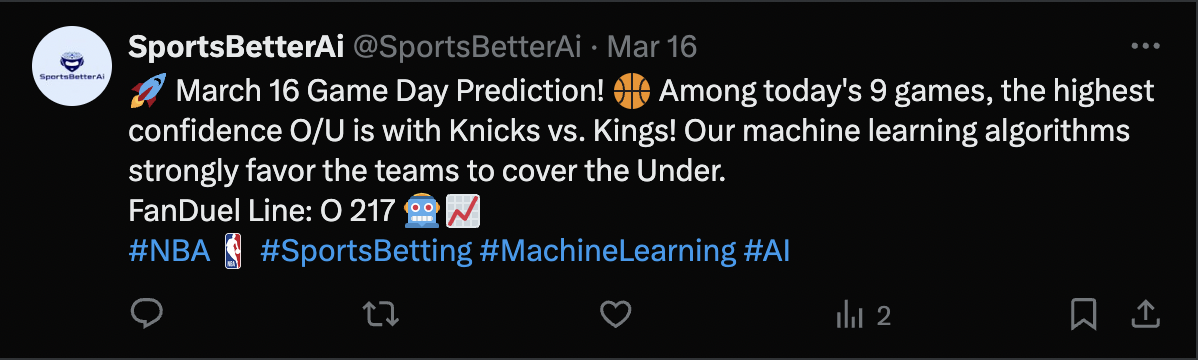 SportsBetterAi
SportsBetterAi @SportsBetterAi · Mar 16
🚀 March 16 Game Day Prediction! 🏀 Among today's 9 games, the highest
confidence O/U is with Knicks vs. Kings! Our machine learning algorithms
strongly favor the teams to cover the Under.
FanDuel Line: O 217 🤖📈
#NBA #SportsBetting #MachineLearning #AI
2